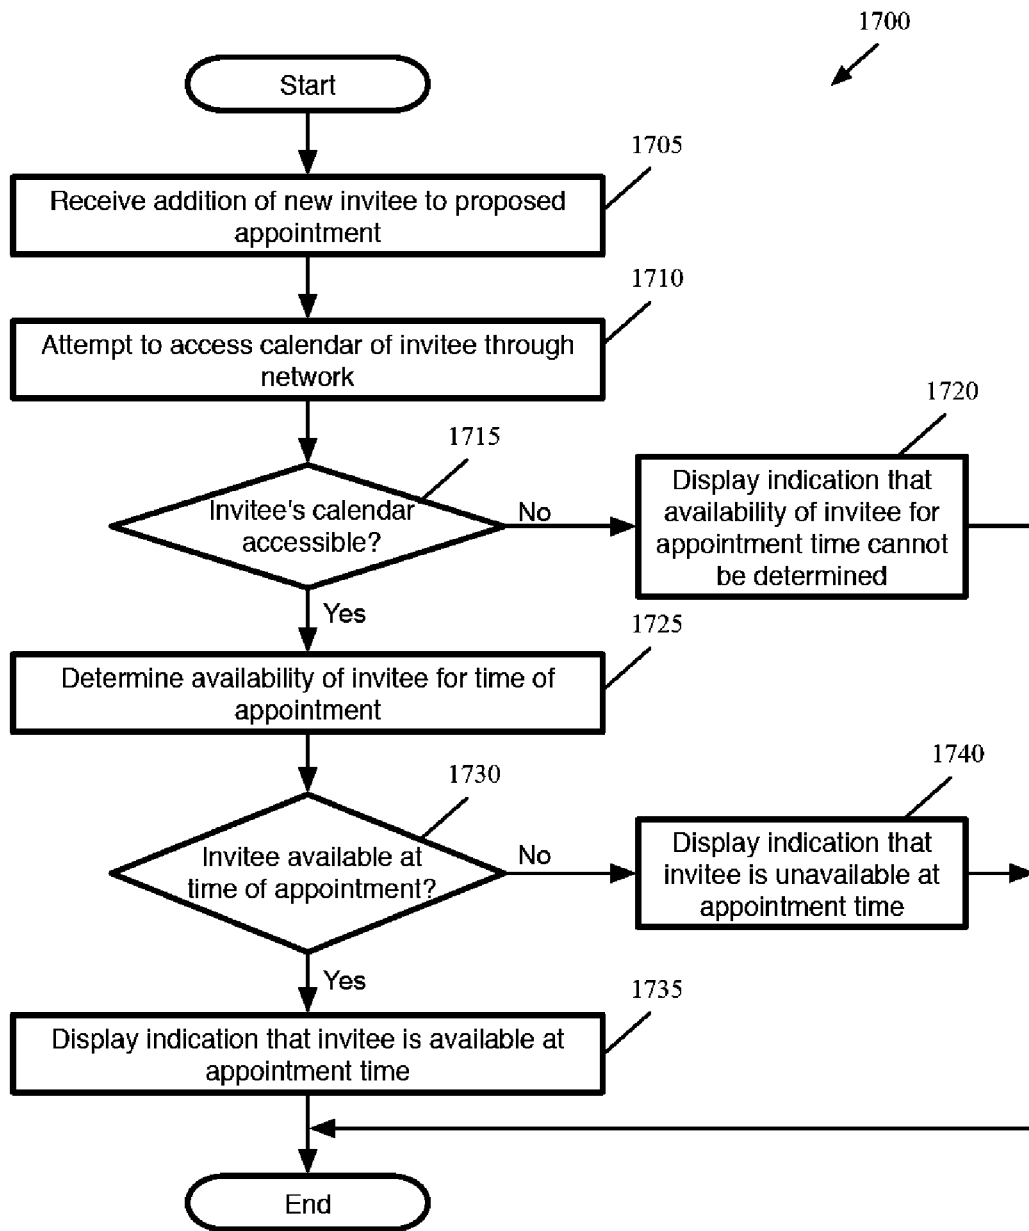 1700
Start
1705
Receive addition of new invitee to proposed
appointment
1710
Attempt to access calendar of invitee through
network
1715
Invitee's calendar
accessible?
No
1720
Display indication that
availability of invitee for
appointment time cannot
be determined
Yes
1725
Determine availability of invitee for time of
appointment
1730
Invitee available at
time of appointment?
No
1740
Display indication that
invitee is unavailable at
appointment time
Yes
1735
Display indication that invitee is available at
appointment time
End